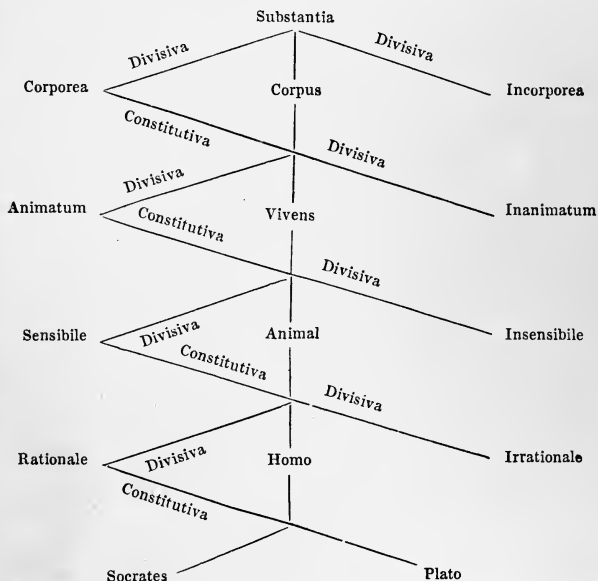 Substantia
Divisiva
Divisiva
Corporea
Corpus
Incorporea
Constitutiva
Divisiva
Divisiva
Animatum
Vivens
Inanimatum
Constitutiva
Divisiva
Sensibile
Divisiva
Animal
Insensibile
Constitutiva
Divisiva
Rationale
Divisiva
Homo
Irrationale
Constitutiva
Socrates
Plato